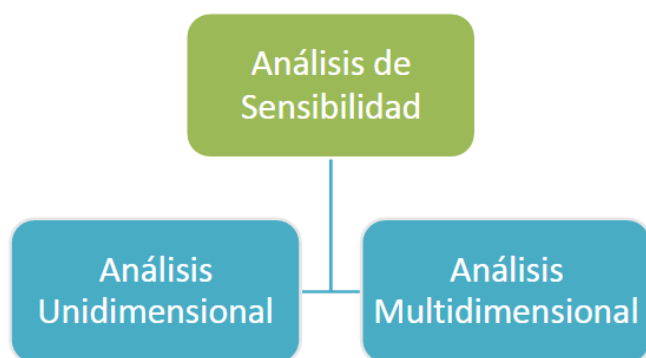 Análisis de
Sensibilidad
Análisis
Unidimensional
Análisis
Multidimensional